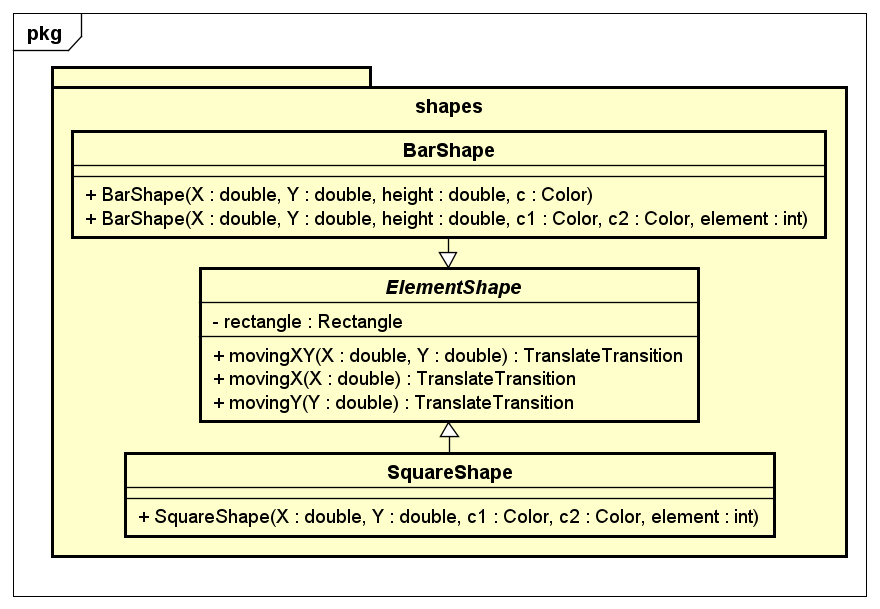 pkg
shapes
BarShape
+ BarShape(X : double, Y : double, height : double, c : Color)
+ BarShape(X : double, Y : double, height : double, c1 : Color, c2 : Color, element : int)
ElementShape
- rectangle : Rectangle
+ movingXY(X : double, Y : double) : TranslateTransition
+ movingX(X : double) : TranslateTransition
+ movingY(Y : double) : TranslateTransition
SquareShape
+ SquareShape(X : double, Y : double, c1 : Color, c2 : Color, element : int)